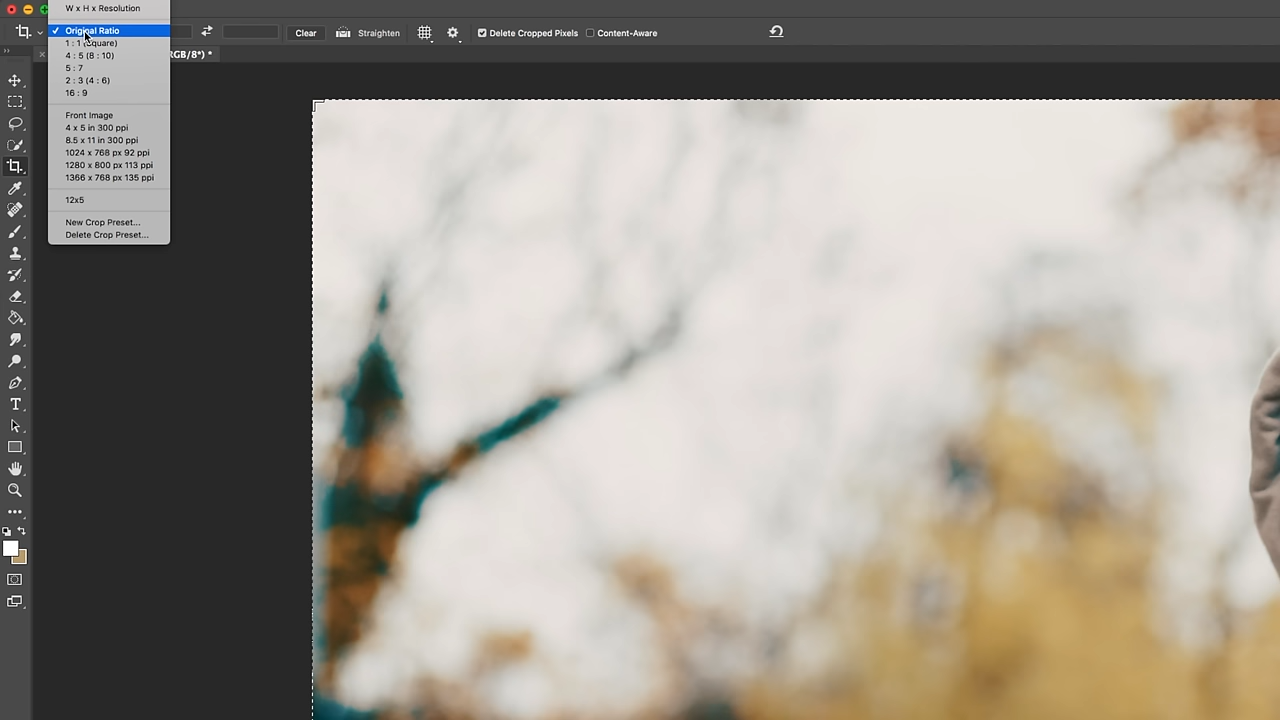 W x H x Resolution
✓ Original Ratio
1 : 1 (Square)
4 : 5 (8 : 10)
5 : 7
2 : 3 (4 : 6)
16 : 9
Front Image
4 x 5 in 300 ppi
8.5 x 11 in 300 ppi
1024 x 768 px 92 ppi
1280 x 800 px 113 ppi
1366 x 768 px 135 ppi
12x5
New Crop Preset...
Delete Crop Preset...
Clear
Straighten
Delete Cropped Pixels
Content-Aware
RGB/8*) *